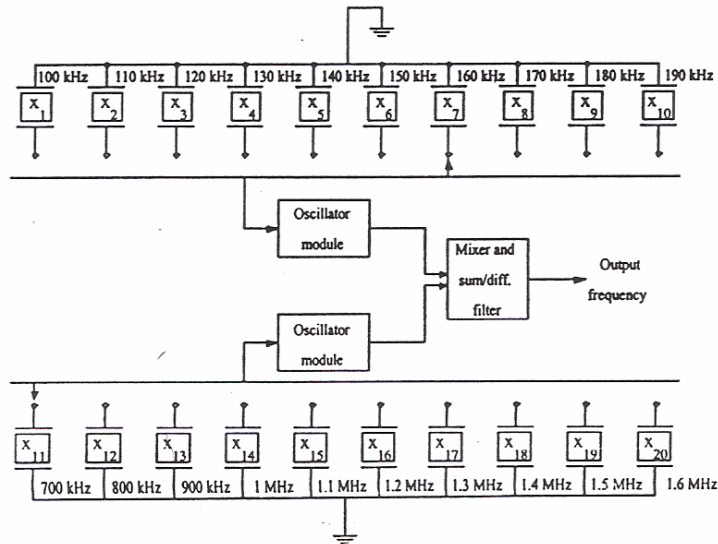 100 kHz 110 kHz 120 kHz 130 kHz 140 kHz 150 kHz 160 kHz 170 kHz 180 kHz 190 kHz
X1 X2 X3 X4 X5 X6 X7 X8 X9 X10
Oscillator
module
Mixer and
sum/diff.
filter
Output
frequency
Oscillator
module
X11 X12 X13 X14 X15 X16 X17 X18 X19 X20
700 kHz 800 kHz 900 kHz 1 MHz 1.1 MHz 1.2 MHz 1.3 MHz 1.4 MHz 1.5 MHz 1.6 MHz